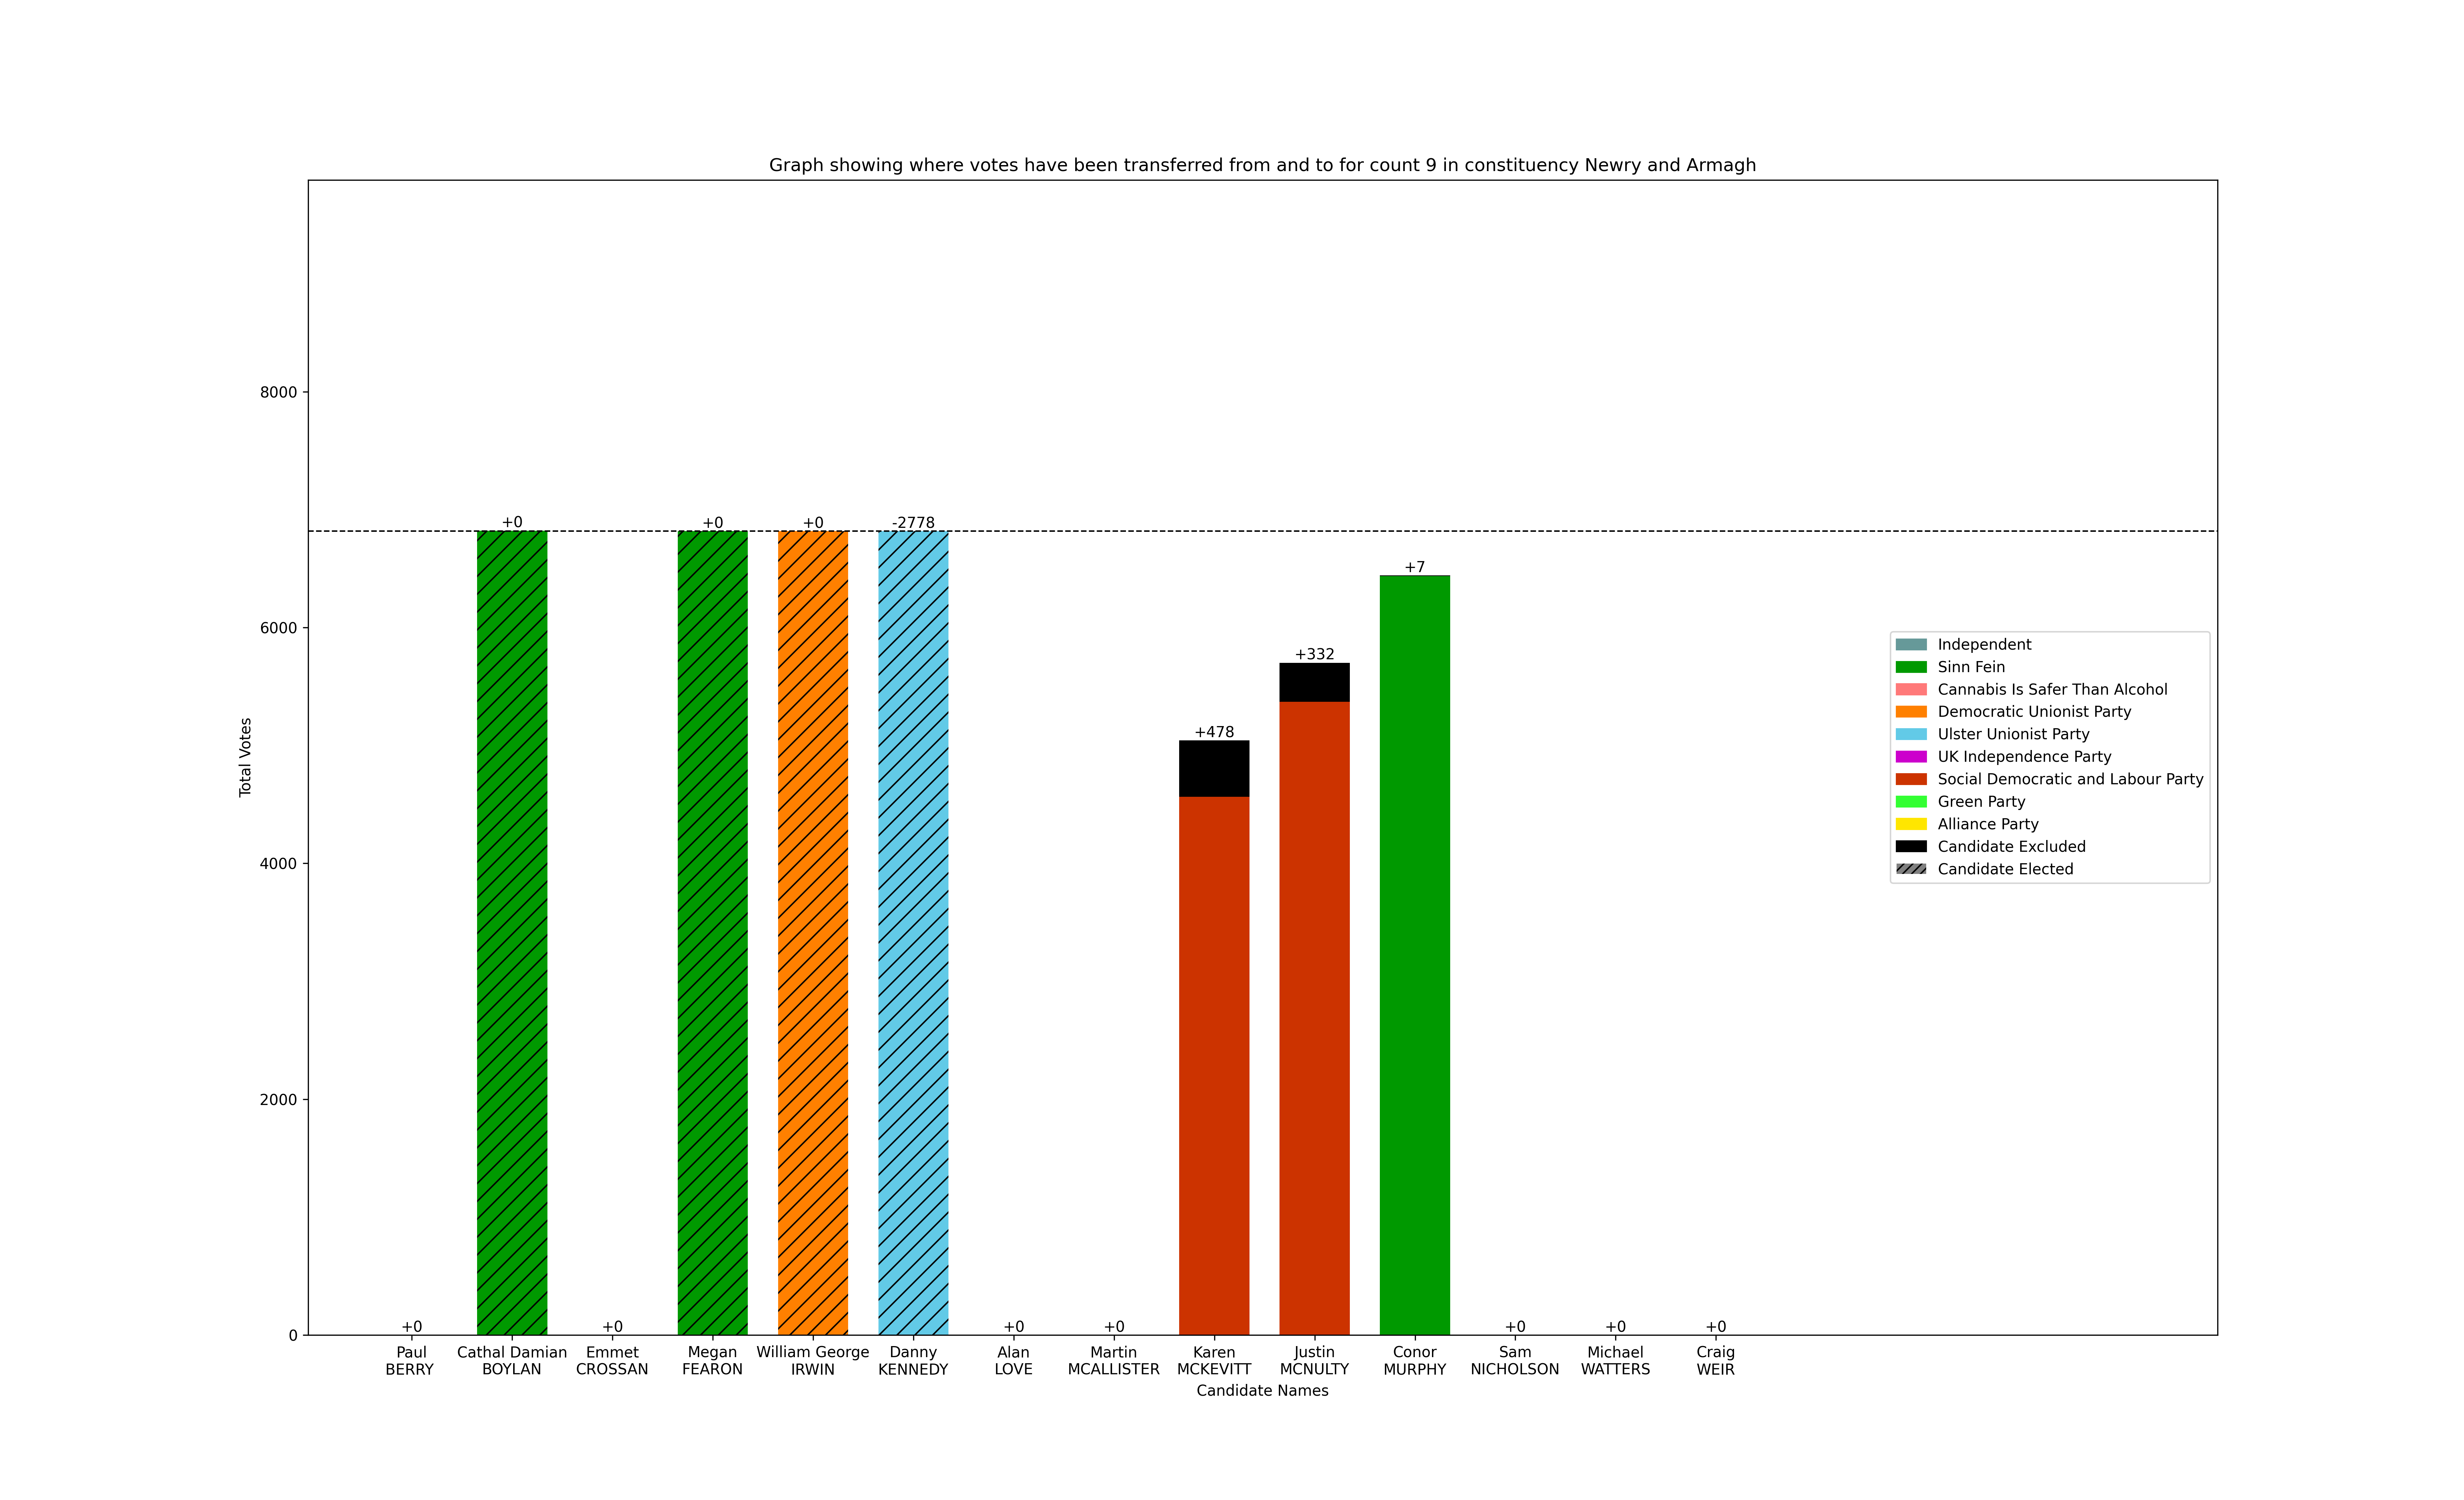 Graph showing where votes have been transferred from and to for count 9 in constituency Newry and Armagh
Total Votes
8000
6000
4000
2000
0
+0
+0
+0
+0
+0
-2778
+0
+0
+478
+332
+7
+0
+0
+0
Paul
BERRY
Cathal Damian
BOYLAN
Emmet
CROSSAN
Megan
FEARON
William George
IRWIN
Danny
KENNEDY
Alan
LOVE
Martin
MCALLISTER
Karen
MCKEVITT
Justin
MCNULTY
Conor
MURPHY
Sam
NICHOLSON
Michael
WATTERS
Craig
WEIR
Candidate Names
Independent
Sinn Fein
Cannabis Is Safer Than Alcohol
Democratic Unionist Party
Ulster Unionist Party
UK Independence Party
Social Democratic and Labour Party
Green Party
Alliance Party
Candidate Excluded
Candidate Elected